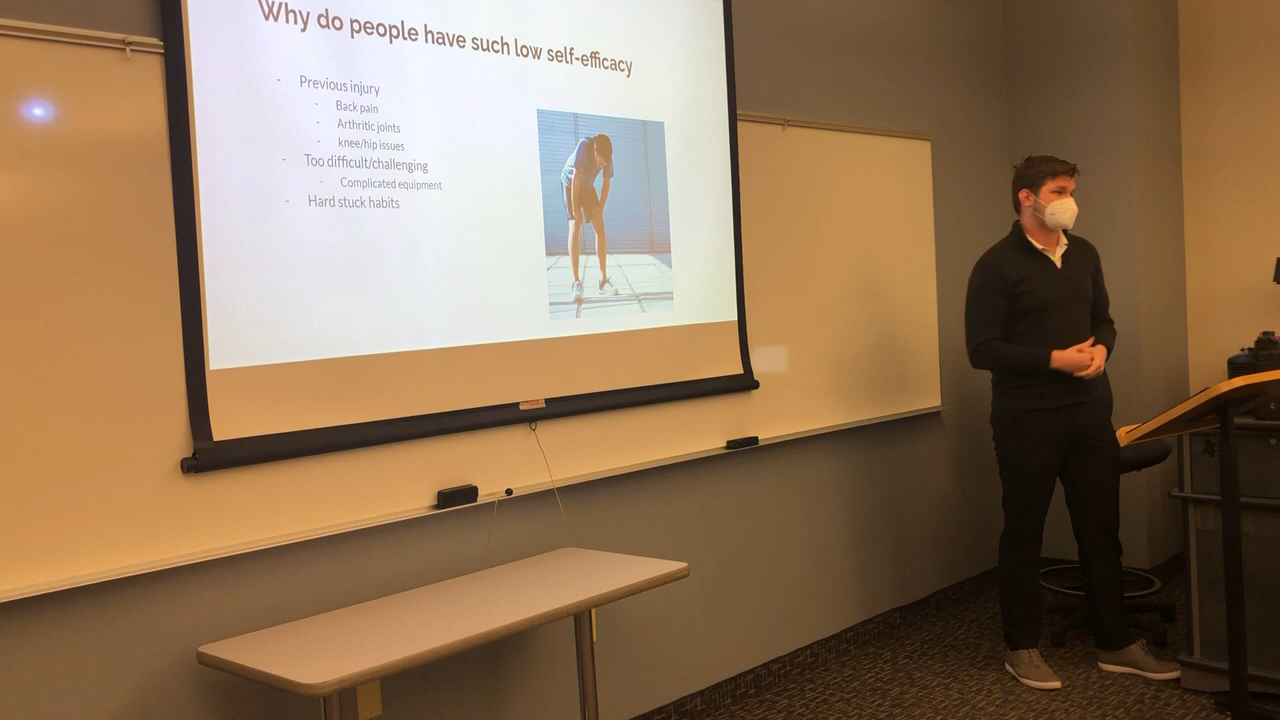 Why do people have such low self-efficacy
- Previous injury
- Back pain
- Arthritic joints
- knee/hip issues
- Too difficult/challenging
- Complicated equipment
- Hard stuck habits